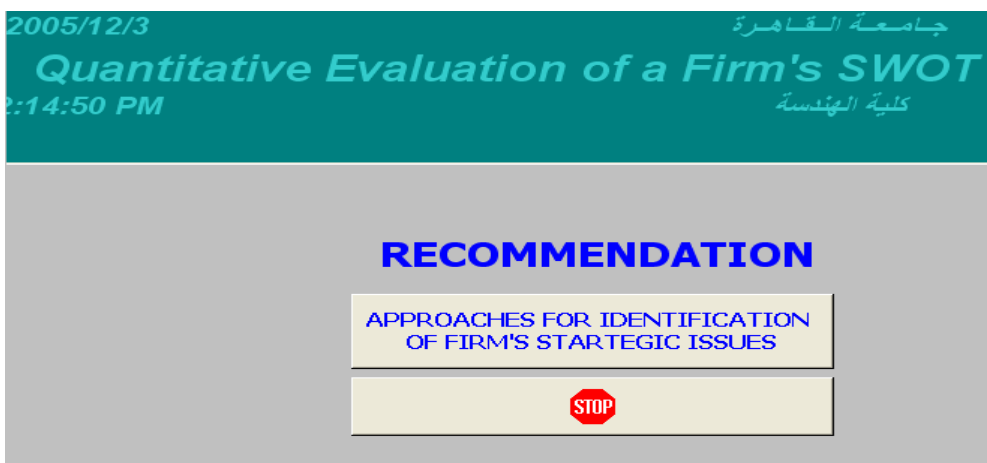 2005/12/3
جامعة القاهرة
Quantitative Evaluation of a Firm's SWOT
:14:50 PM
كلية الهندسة
RECOMMENDATION
APPROACHES FOR IDENTIFICATION
OF FIRM'S STARTEGIC ISSUES
STOP